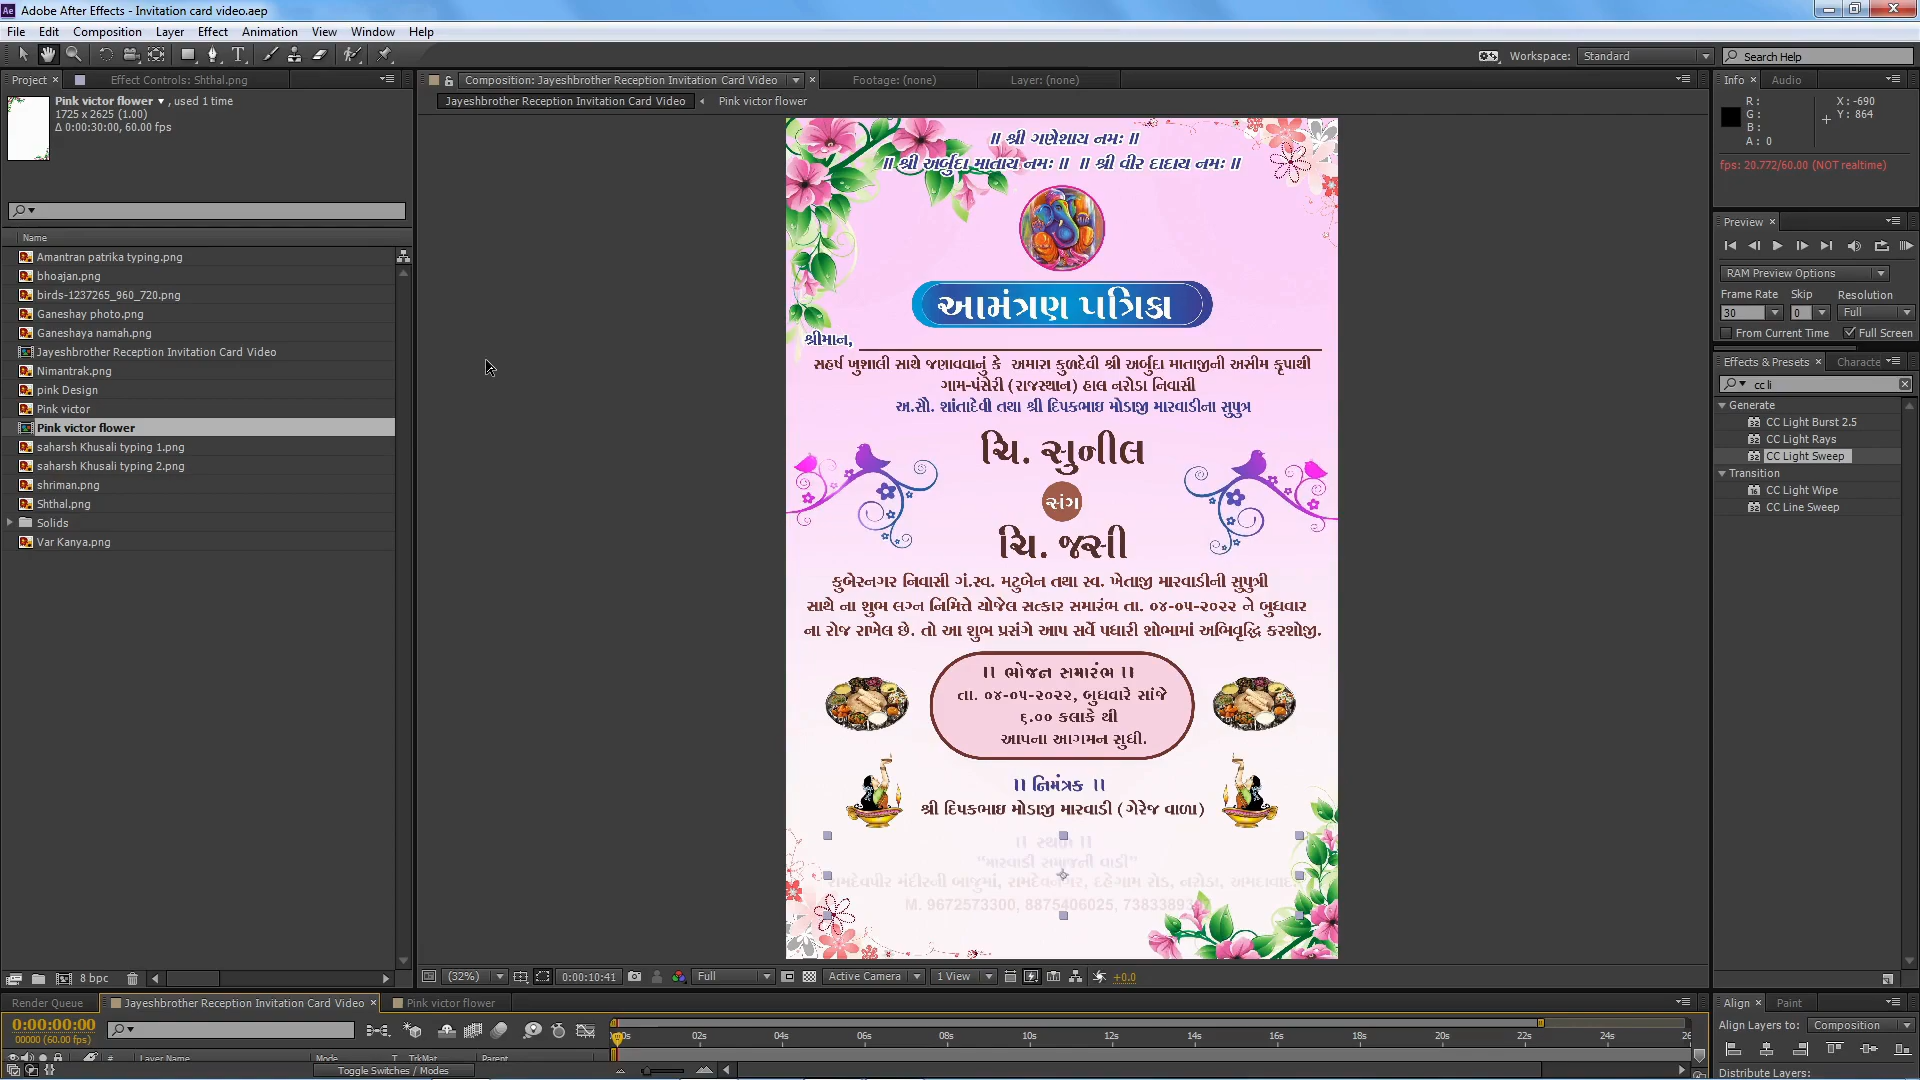 Adobe After Effects - Invitation card video.aep
File Edit Composition Layer Effect Animation View Window Help
Workspace: Standard Search Help
Project Effect Controls: Shthal.png
Pink victor flower , used 1 time
1725 x 2625 (1.00)
Δ 0:00:30:00, 60.00 fps
Name
Amantran patrika typing.png
bhoajan.png
birds-1237265_960_720.png
Ganeshay photo.png
Ganeshaya namah.png
Jayeshbrother Reception Invitation Card Video
Nimantrak.png
pink Design
Pink victor
Pink victor flower
saharsh Khusali typing 1.png
saharsh Khusali typing 2.png
shriman.png
Shthal.png
Solids
Var Kanya.png
8 bpc
Composition: Jayeshbrother Reception Invitation Card Video Footage: (none) Layer: (none)
Jayeshbrother Reception Invitation Card Video Pink victor flower
॥ શ્રી ગણેશાય નમઃ ॥
॥ શ્રી અર્બુદા માતાય નમઃ ॥ ॥ શ્રી વીર દાદાય નમઃ ॥
આમંત્રણ પત્રિકા
શ્રીમાન,
સહર્ષ ખુશાલી સાથે જણાવવાનું કે અમારા કુળદેવી શ્રી અર્બુદા માતાજીની અસીમ કૃપાથી
ગામ-પંસેરી (રાજસ્થાન) હાલ નરોડા નિવાસી
અ.સૌ. શાંતાદેવી તથા શ્રી દિપકભાઇ મોડાજી મારવાડીના સુપુત્ર
ચિ. સુનીલ
સંગ
ચિ. જસી
કુબેરનગર નિવાસી ગં.સ્વ. મટુબેન તથા સ્વ. ખેતાજી મારવાડીની સુપુત્રી
સાથે ના શુભ લગ્ન નિમિત્તે યોજેલ સત્કાર સમારંભ તા. ૦૪-૦૫-૨૦૨૨ ને બુધવાર
ના રોજ રાખેલ છે. તો આ શુભ પ્રસંગે આપ સર્વે પધારી શોભામાં અભિવૃદ્ધિ કરશોજી.
।। ભોજન સમારંભ ।।
તા. ૦૪-૦૫-૨૦૨૨, બુધવારે સાંજે
૬.૦૦ કલાકે થી
આપના આગમન સુધી.
।। નિમંત્રક ।।
શ્રી દિપકભાઇ મોડાજી મારવાડી (ગેરેજ વાળા)
।। સ્થળ ।।
"મારવાડી સમાજની વાડી"
રામદેવપીર મંદીરની બાજુમાં, રામદેવનગર, દહેગામ રોડ, નરોડા, અમદાવાદ
M. 9672573300, 8875406025,
(32%) 0:00:10:41 Full Active Camera 1 View +0.0
Info Audio
R: X: -690
G: Y: 864
B:
A: 0
fps: 20.772/60.00 (NOT realtime)
Preview
RAM Preview Options
Frame Rate Skip Resolution
30 0 Full
From Current Time Full Screen
Effects & Presets Characte
cc li
Generate
CC Light Burst 2.5
CC Light Rays
CC Light Sweep
Transition
CC Light Wipe
CC Line Sweep
Render Queue Jayeshbrother Reception Invitation Card Video Pink victor flower
0:00:00:00
00000 (60.00 fps)
02s 04s 06s 08s 10s 12s 14s 16s 18s 20s 22s 24s
# Layer Name Mode T TrkMat Parent
Toggle Switches / Modes
Align Paint
Align Layers to: Composition
Distribute Layers: